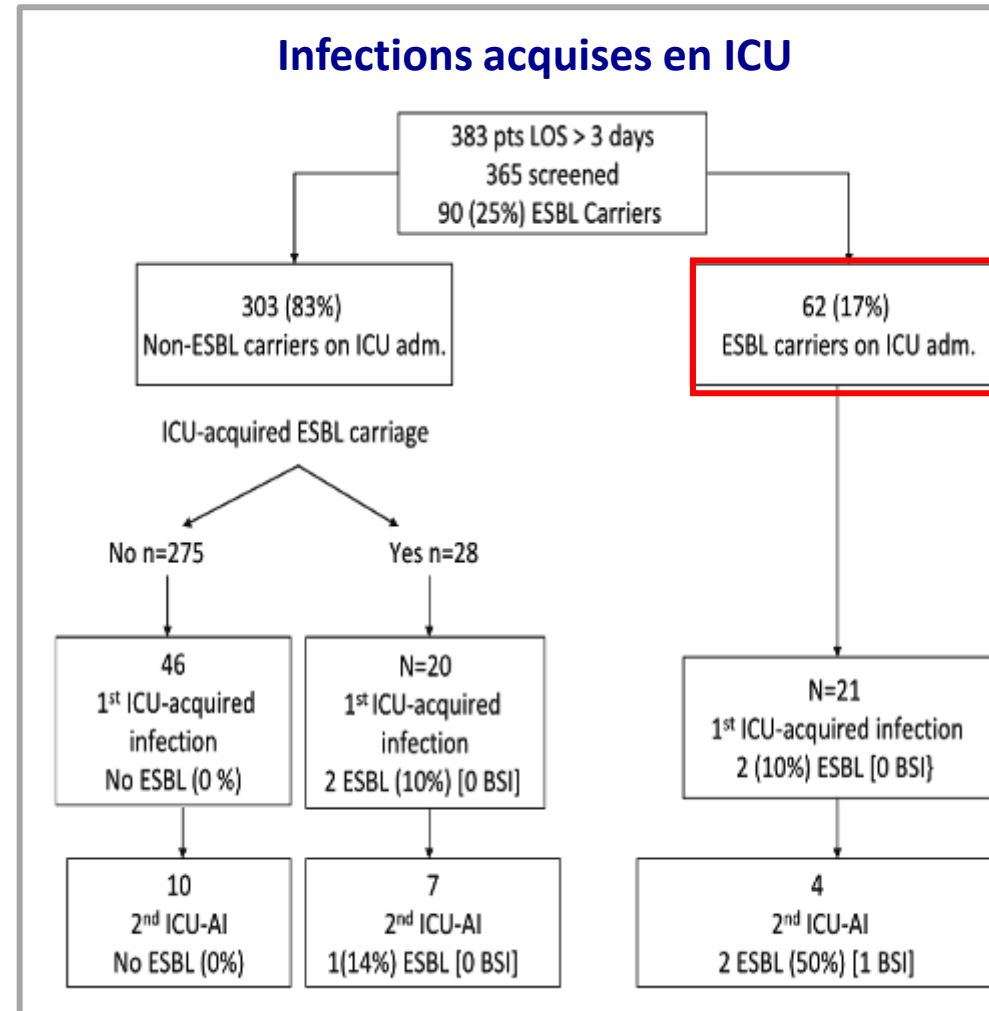 Infections acquises en ICU
383 pts LOS > 3 days
365 screened
90 (25%) ESBL Carriers
303 (83%)
Non-ESBL carriers on ICU adm.
62 (17%)
ESBL carriers on ICU adm.
ICU-acquired ESBL carriage
No n=275
Yes n=28
46
1st ICU-acquired
infection
No ESBL (0 %)
N=20
1st ICU-acquired
infection
2 ESBL (10%) [0 BSI]
N=21
1st ICU-acquired infection
2 (10%) ESBL [0 BSI}
10
2nd ICU-AI
No ESBL (0%)
7
2nd ICU-AI
1(14%) ESBL [0 BSI]
4
2nd ICU-AI
2 ESBL (50%) [1 BSI]